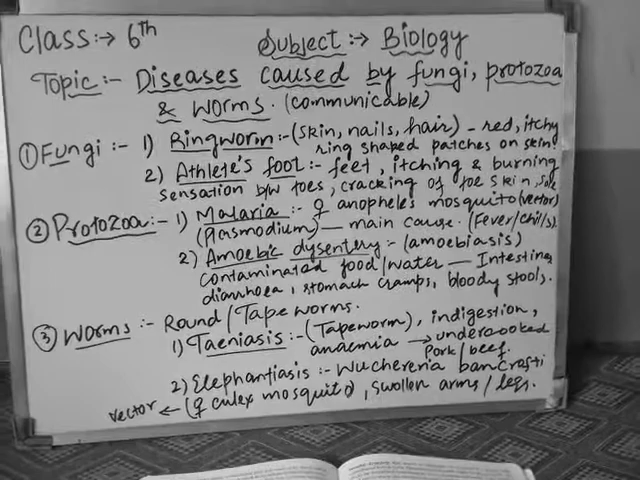 Class:→ 6th Subject:→ Biology
Topic:- Diseases caused by fungi, protozoa
& worms. (communicable)
① Fungi :- 1) Ringworm:- (skin, nails, hair) – red, itchy
ring shaped patches on skin
2) Athlete's foot :- feet, itching & burning
sensation b/w toes, cracking of toe skin, sole
② Protozoa:- 1) Malaria :- ♀ anopheles mosquito (vector)
(Plasmodium) — main cause. (Fever/chills).
2) Amoebic dysentery :- (amoebiasis)
contaminated food/water — Intestine,
diarrhoea, stomach cramps, bloody stools.
③ Worms :- Round / Tapeworms.
1) Taeniasis :- (Tapeworm), indigestion,
anaemia → undercooked
Pork/beef.
2) Elephantiasis :- Wuchereria bancrofti
vector ← (♀ culex mosquito), swollen arms/legs.